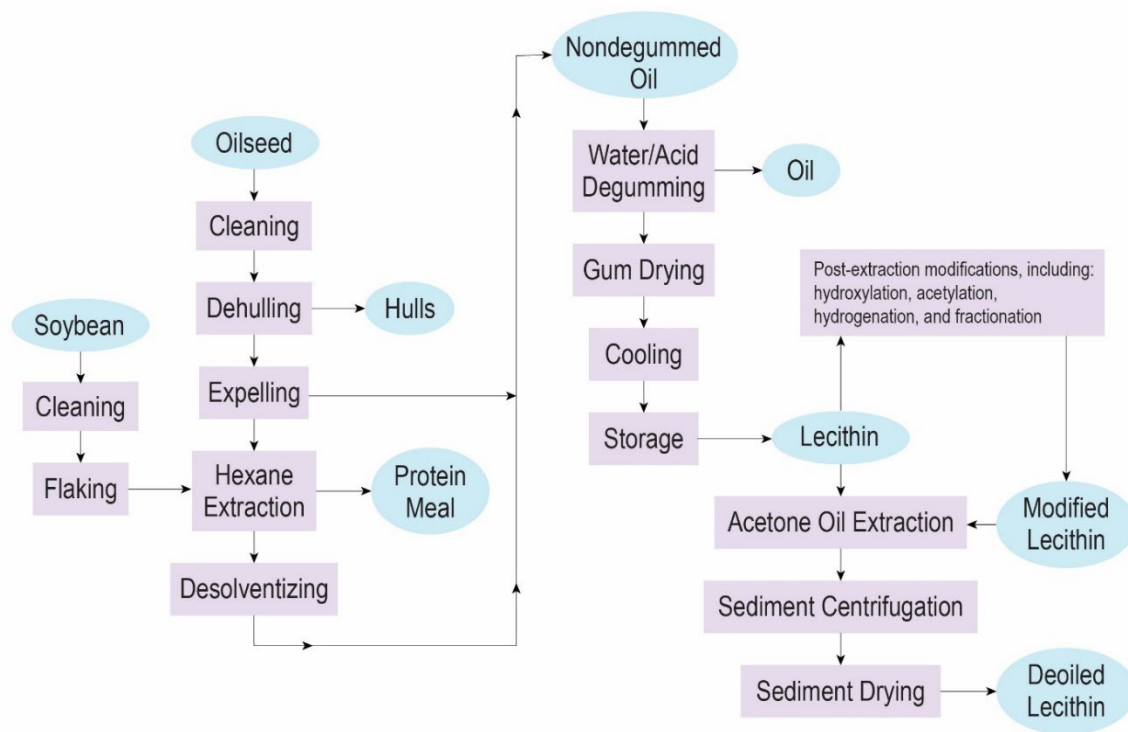 Nondegummed
Oil
Oilseed
Water/Acid
Degumming
Oil
Cleaning
Gum Drying
Post-extraction modifications, including:
hydroxylation, acetylation,
hydrogenation, and fractionation
Dehulling
Hulls
Soybean
Cooling
Expelling
Cleaning
Storage
Lecithin
Flaking
Hexane
Extraction
Protein
Meal
Acetone Oil Extraction
Modified
Lecithin
Desolventizing
Sediment Centrifugation
Sediment Drying
Deoiled
Lecithin